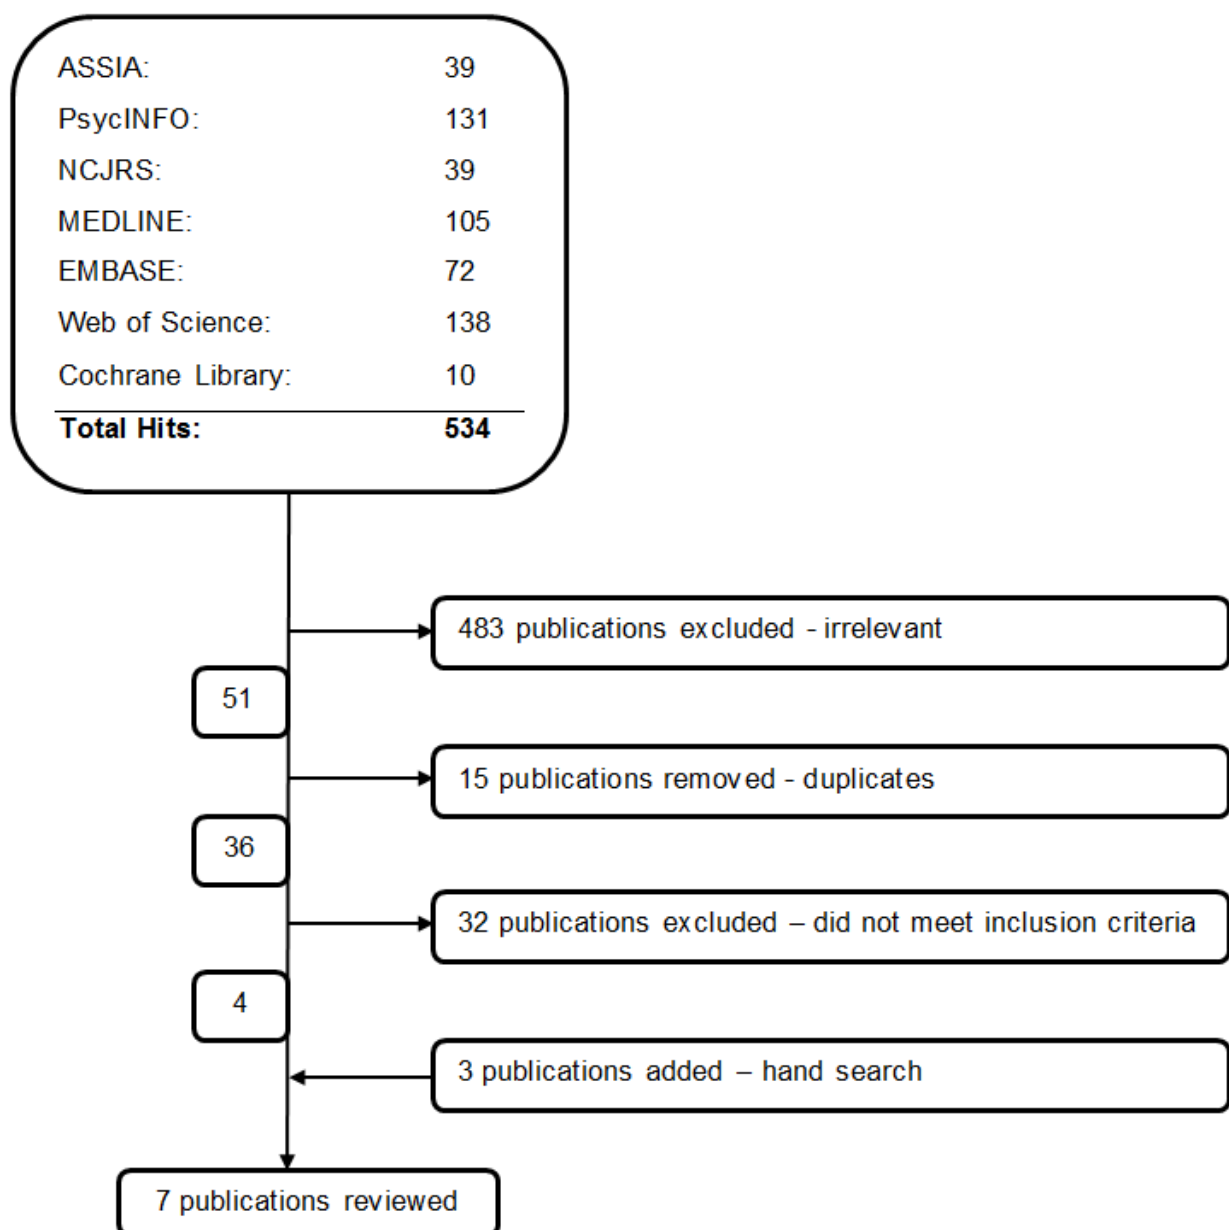 ASSIA: 39
PsycINFO: 131
NCJRS: 39
MEDLINE: 105
EMBASE: 72
Web of Science: 138
Cochrane Library: 10
Total Hits: 534
483 publications excluded - irrelevant
51
15 publications removed - duplicates
36
32 publications excluded – did not meet inclusion criteria
4
3 publications added – hand search
7 publications reviewed